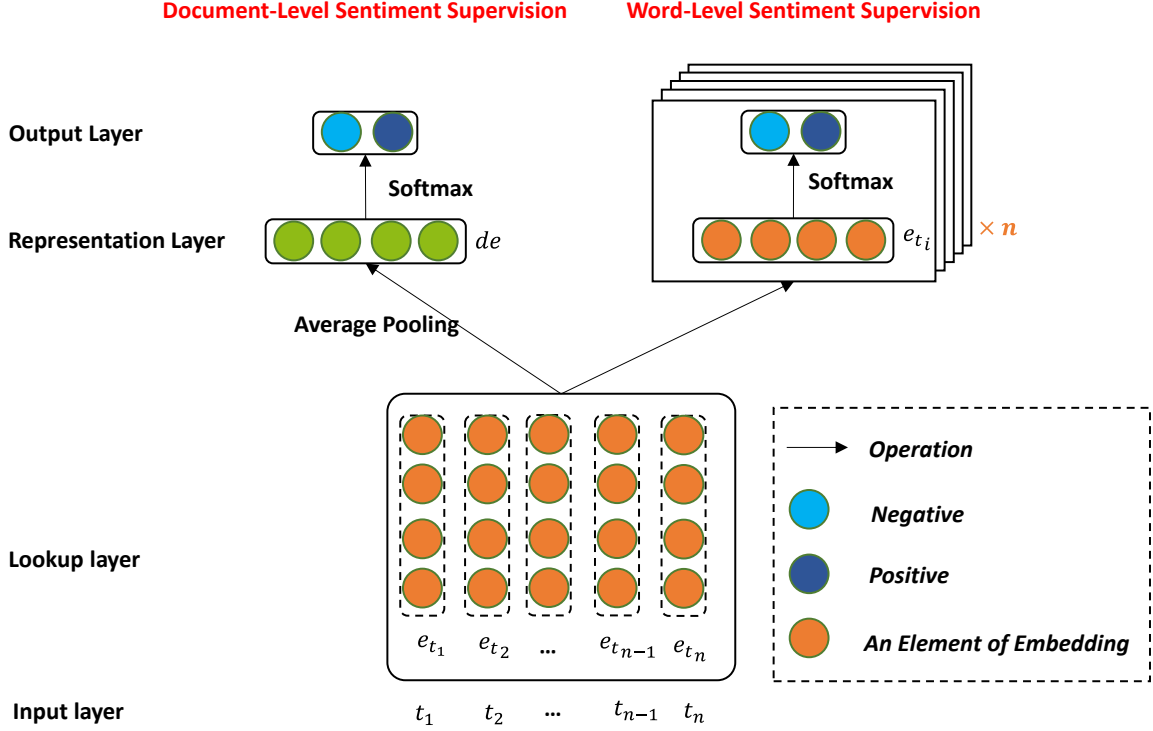 Document-Level Sentiment Supervision
Word-Level Sentiment Supervision
Output Layer
Softmax
Softmax
Representation Layer
de
e_{t_i}
× n
Average Pooling
Operation
Negative
Lookup layer
Positive
An Element of Embedding
e_{t_1} e_{t_2} ... e_{t_{n-1}} e_{t_n}
Input layer
t_1 t_2 ... t_{n-1} t_n